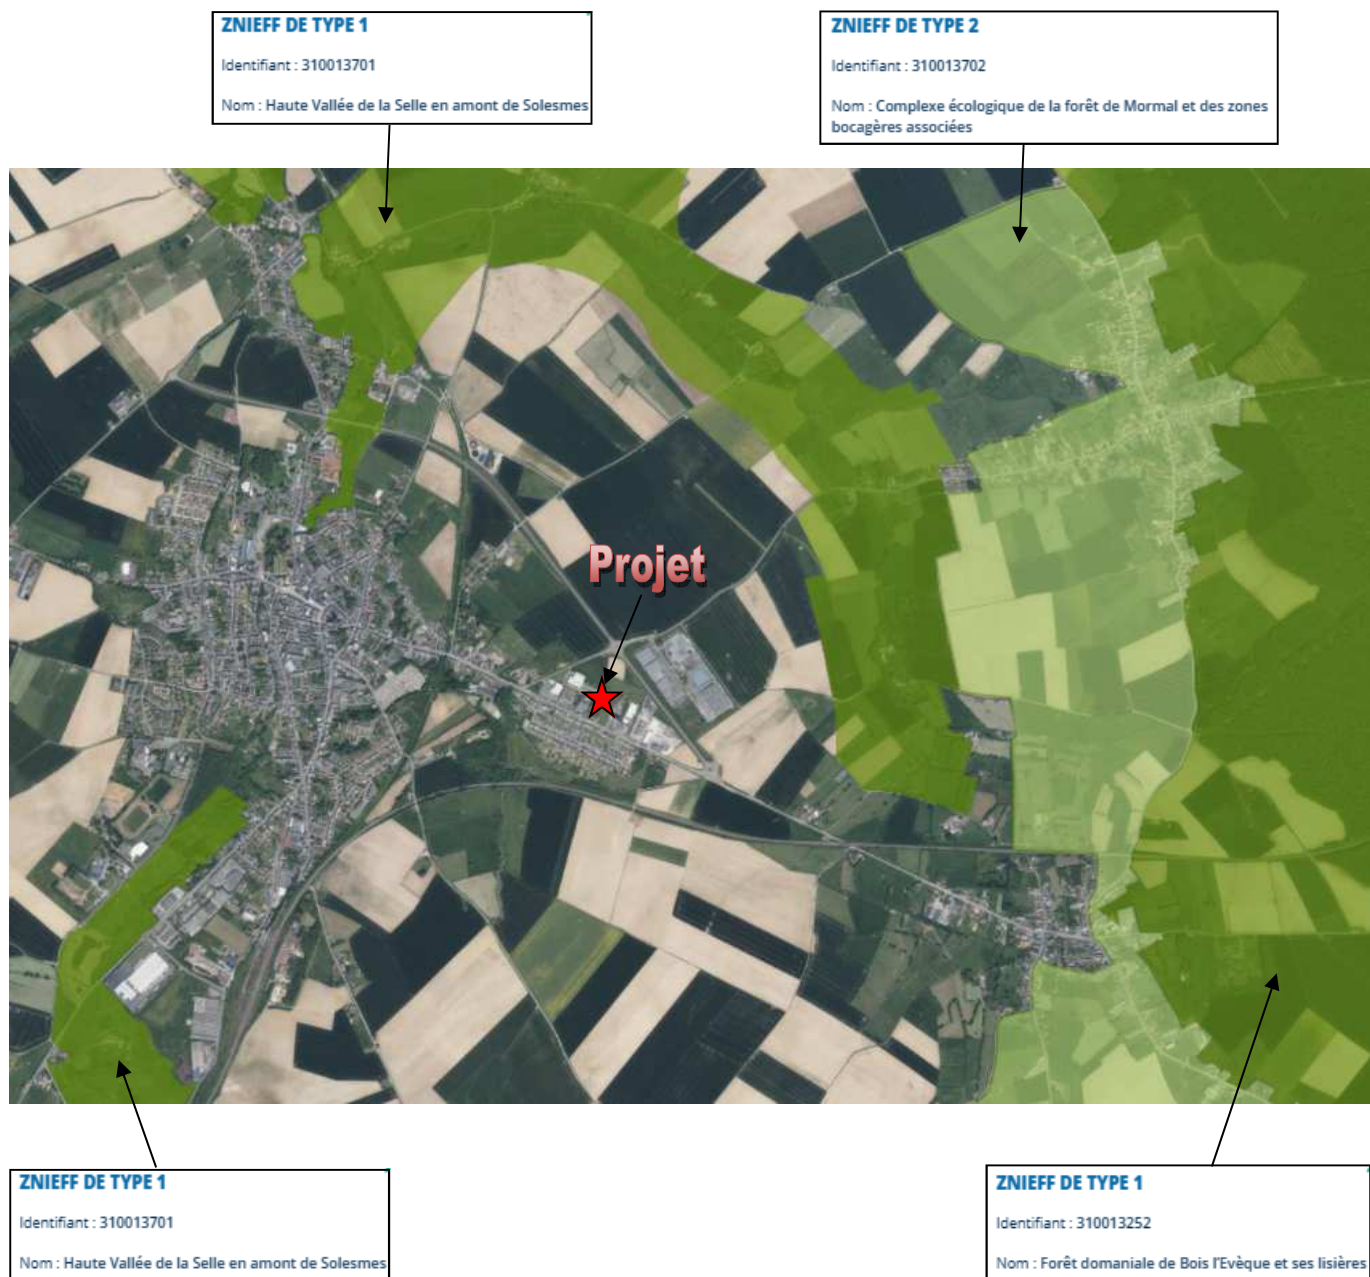 ZNIEFF DE TYPE 1
Identifiant : 310013701
Nom : Haute Vallée de la Selle en amont de Solesmes
ZNIEFF DE TYPE 2
Identifiant : 310013702
Nom : Complexe écologique de la forêt de Mormal et des zones
bocagères associées
Projet
ZNIEFF DE TYPE 1
Identifiant : 310013701
Nom : Haute Vallée de la Selle en amont de Solesmes
ZNIEFF DE TYPE 1
Identifiant : 310013252
Nom : Forêt domaniale de Bois l'Evèque et ses lisières